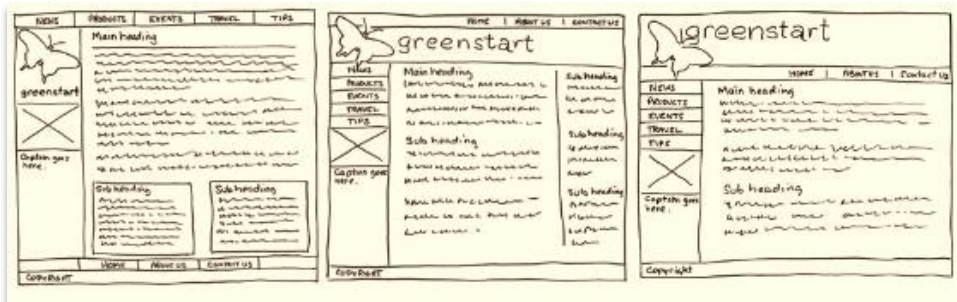 NEWS PRODUCTS EVENTS TRAVEL TIPS
Main heading
greenstart
Caption goes
here.
Sub heading
Sub heading
HOME ABOUT US CONTACT US
COPYRIGHT
HOME | ABOUT US | CONTACT US
greenstart
NEWS
PRODUCTS
EVENTS
TRAVEL
TIPS
Caption goes
here.
Main heading
Sub heading
Sub heading
Sub heading
Sub heading
COPYRIGHT
greenstart
HOME | ABOUT US | Contact Us
NEWS
PRODUCTS
EVENTS
TRAVEL
TIPS
Caption goes
here.
Main heading
Sub heading
Copyright